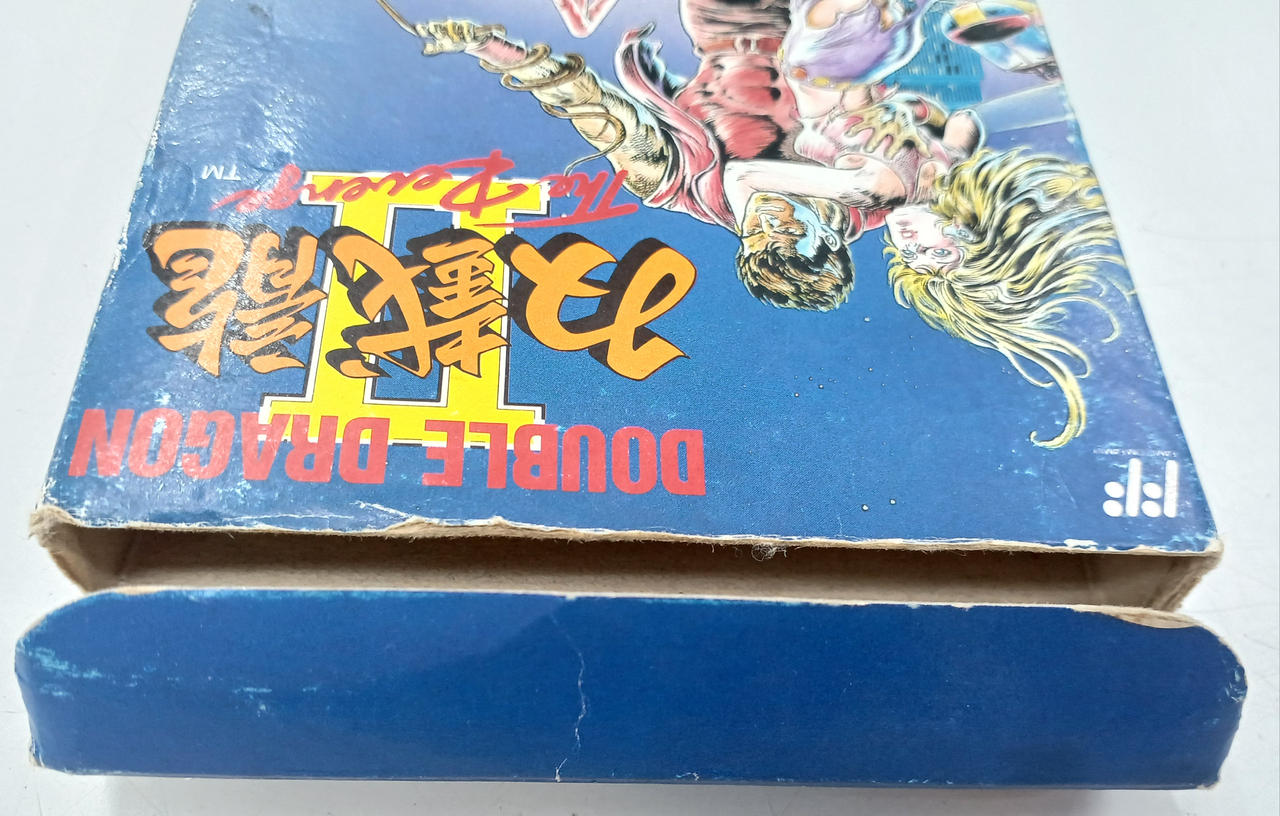 DOUBLE DRAGON
II
双截龍
The Revenge
TM